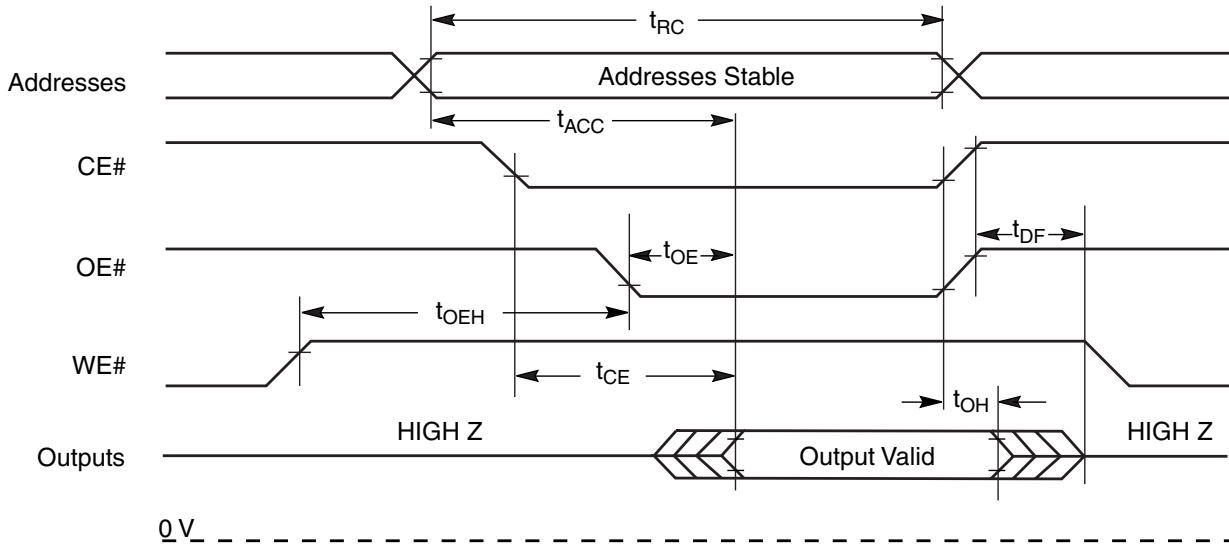 tRC
Addresses
Addresses Stable
tACC
CE#
tDF
tOE
OE#
tOEH
WE#
tCE
tOH
HIGH Z
HIGH Z
Outputs
Output Valid
0 V